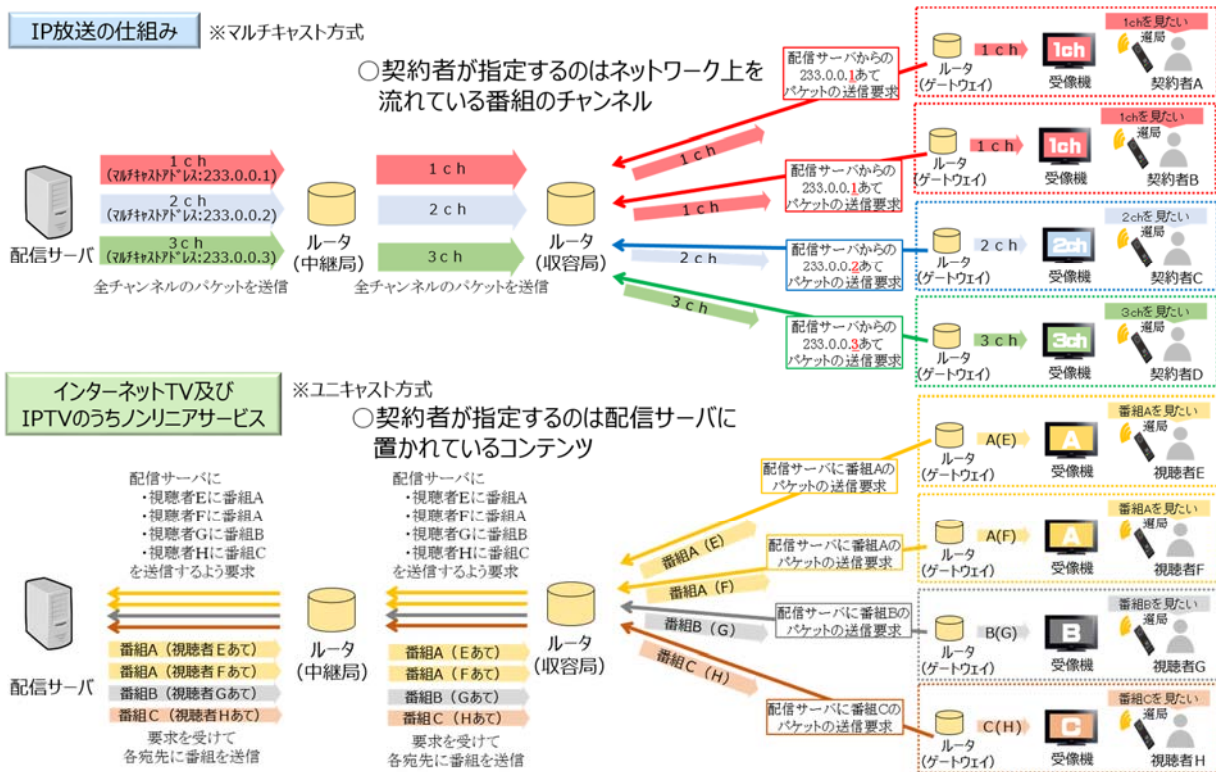 IP放送の仕組み
※マルチキャスト方式
○契約者が指定するのはネットワーク上を
流れている番組のチャンネル
配信サーバ
1ch
(マルチキャストアドレス:233.0.0.1)
2ch
(マルチキャストアドレス:233.0.0.2)
3ch
(マルチキャストアドレス:233.0.0.3)
全チャンネルのパケットを送信
ルータ
(中継局)
1ch
2ch
3ch
全チャンネルのパケットを送信
ルータ
(収容局)
1ch
1ch
2ch
3ch
配信サーバからの
233.0.0.1あて
パケットの送信要求
配信サーバからの
233.0.0.1あて
パケットの送信要求
配信サーバからの
233.0.0.2あて
パケットの送信要求
配信サーバからの
233.0.0.3あて
パケットの送信要求
ルータ
(ゲートウェイ)
1ch
1ch
受像機
1chを見たい
選局
契約者A
ルータ
(ゲートウェイ)
1ch
1ch
受像機
1chを見たい
選局
契約者B
ルータ
(ゲートウェイ)
2ch
2ch
受像機
2chを見たい
選局
契約者C
ルータ
(ゲートウェイ)
3ch
3ch
受像機
3chを見たい
選局
契約者D
インターネットTV及び
IPTVのうちノンリニアサービス
※ユニキャスト方式
○契約者が指定するのは配信サーバに
置かれているコンテンツ
配信サーバに
・視聴者Eに番組A
・視聴者Fに番組A
・視聴者Gに番組B
・視聴者Hに番組C
を送信するよう要求
配信サーバに
・視聴者Eに番組A
・視聴者Fに番組A
・視聴者Gに番組B
・視聴者Hに番組C
を送信するよう要求
配信サーバ
番組A(視聴者Eあて)
番組A(視聴者Fあて)
番組B(視聴者Gあて)
番組C(視聴者Hあて)
要求を受けて
各宛先に番組を送信
ルータ
(中継局)
番組A(Eあて)
番組A(Fあて)
番組B(Gあて)
番組C(Hあて)
要求を受けて
各宛先に番組を送信
ルータ
(収容局)
番組A(E)
番組A(F)
番組B(G)
番組C(H)
配信サーバに番組Aの
パケットの送信要求
配信サーバに番組Aの
パケットの送信要求
配信サーバに番組Bの
パケットの送信要求
配信サーバに番組Cの
パケットの送信要求
ルータ
(ゲートウェイ)
A(E)
A
受像機
番組Aを見たい
選局
視聴者E
ルータ
(ゲートウェイ)
A(F)
A
受像機
番組Aを見たい
選局
視聴者F
ルータ
(ゲートウェイ)
B(G)
B
受像機
番組Bを見たい
選局
視聴者G
ルータ
(ゲートウェイ)
C(H)
C
受像機
番組Cを見たい
選局
視聴者H